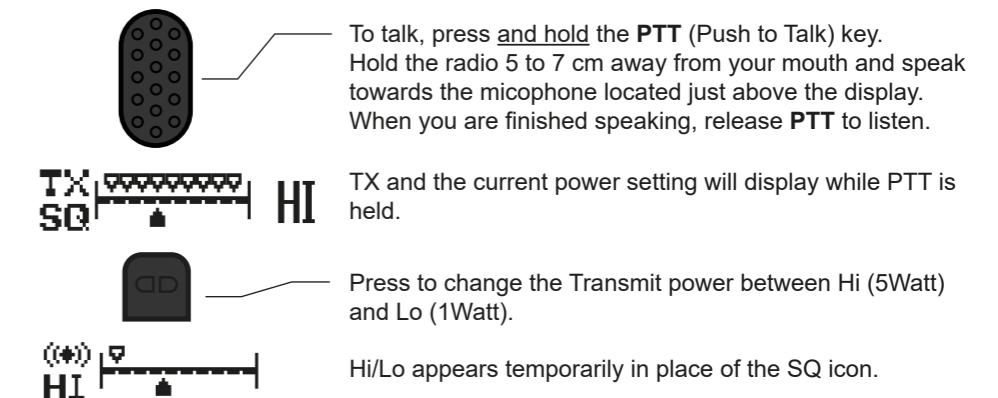 To talk, press and hold the PTT (Push to Talk) key.
Hold the radio 5 to 7 cm away from your mouth and speak
towards the micophone located just above the display.
When you are finished speaking, release PTT to listen.
TX
SQ
HI
TX and the current power setting will display while PTT is
held.
Press to change the Transmit power between Hi (5Watt)
and Lo (1Watt).
HI
Hi/Lo appears temporarily in place of the SQ icon.